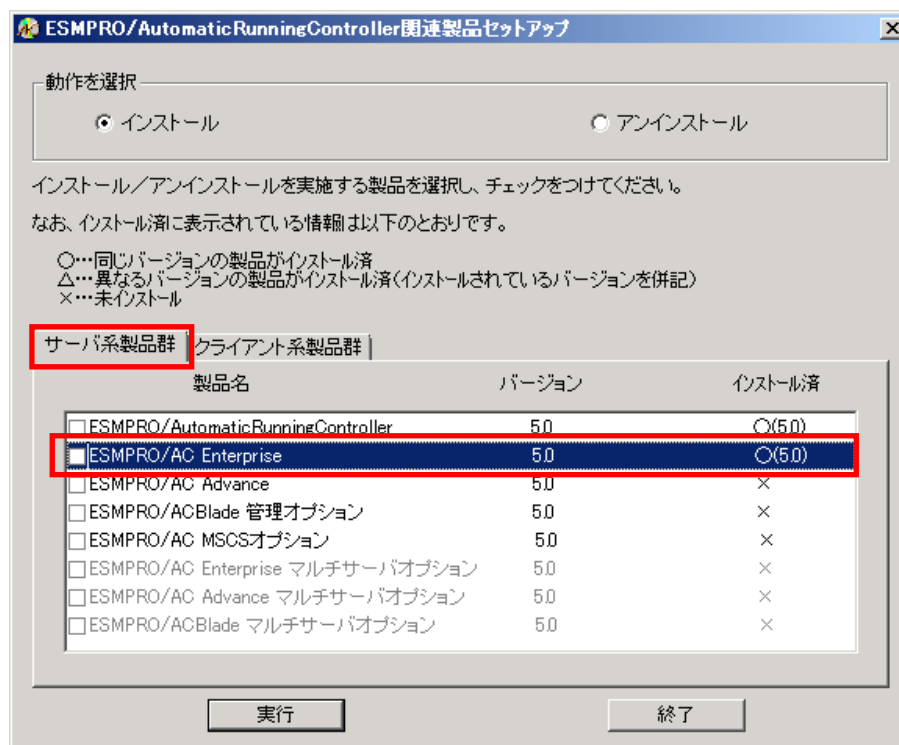 ESMPRO/AutomaticRunningController関連製品セットアップ
動作を選択
インストール アンインストール
インストール/アンインストールを実施する製品を選択し、チェックをつけてください。
なお、インストール済に表示されている情報は以下のとおりです。
○…同じバージョンの製品がインストール済
△…異なるバージョンの製品がインストール済(インストールされているバージョンを併記)
×…未インストール
サーバ系製品群 クライアント系製品群
製品名 バージョン インストール済
ESMPRO/AutomaticRunningController 5.0 ○(5.0)
ESMPRO/AC Enterprise 5.0 ○(5.0)
ESMPRO/AC Advance 5.0 ×
ESMPRO/ACBlade 管理オプション 5.0 ×
ESMPRO/AC MSCSオプション 5.0 ×
ESMPRO/AC Enterprise マルチサーバオプション 5.0 ×
ESMPRO/AC Advance マルチサーバオプション 5.0 ×
ESMPRO/ACBlade マルチサーバオプション 5.0 ×
実行 終了